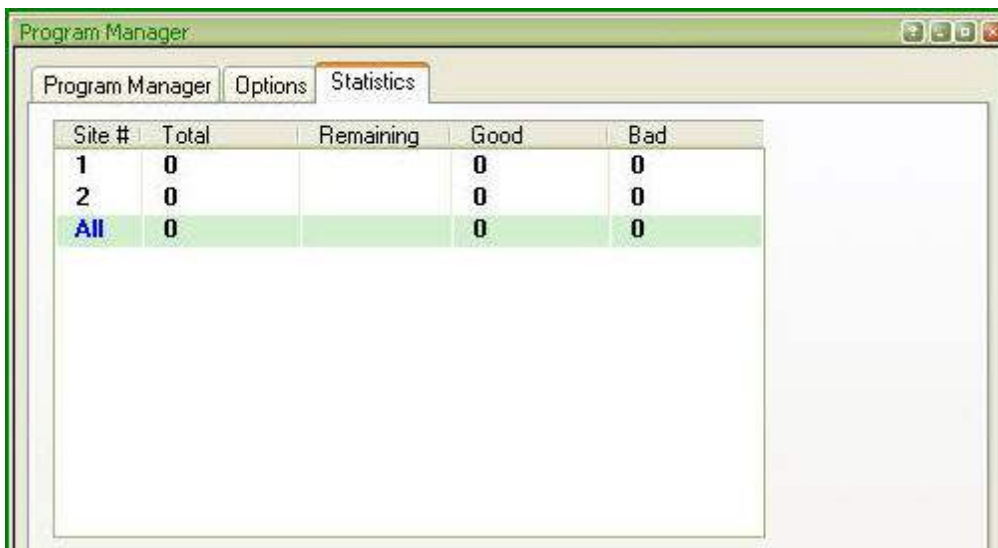 Program Manager
Program Manager Options Statistics
Site # Total Remaining Good Bad
1 0 0 0
2 0 0 0
All 0 0 0